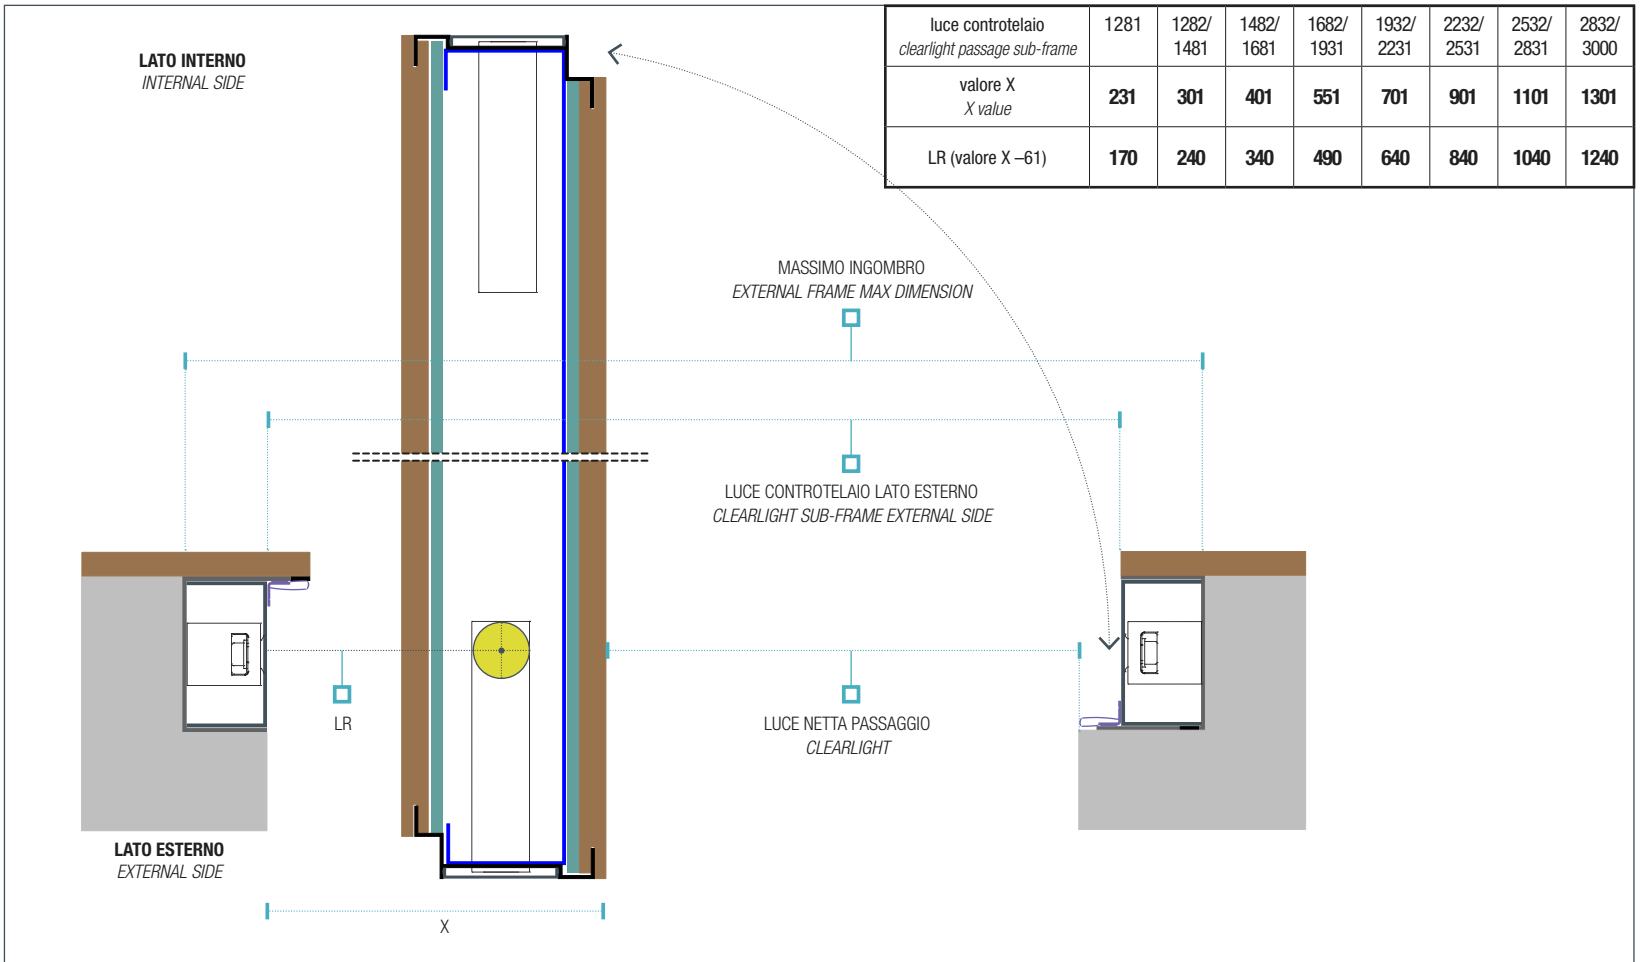 LATO INTERNO
INTERNAL SIDE
luce controtelaio
clearlight passage sub-frame
1281
1282/
1481
1482/
1681
1682/
1931
1932/
2231
2232/
2531
2532/
2831
2832/
3000
valore X
X value
231
301
401
551
701
901
1101
1301
LR (valore X –61)
170
240
340
490
640
840
1040
1240
MASSIMO INGOMBRO
EXTERNAL FRAME MAX DIMENSION
LUCE CONTROTELAIO LATO ESTERNO
CLEARLIGHT SUB-FRAME EXTERNAL SIDE
LR
LUCE NETTA PASSAGGIO
CLEARLIGHT
LATO ESTERNO
EXTERNAL SIDE
X